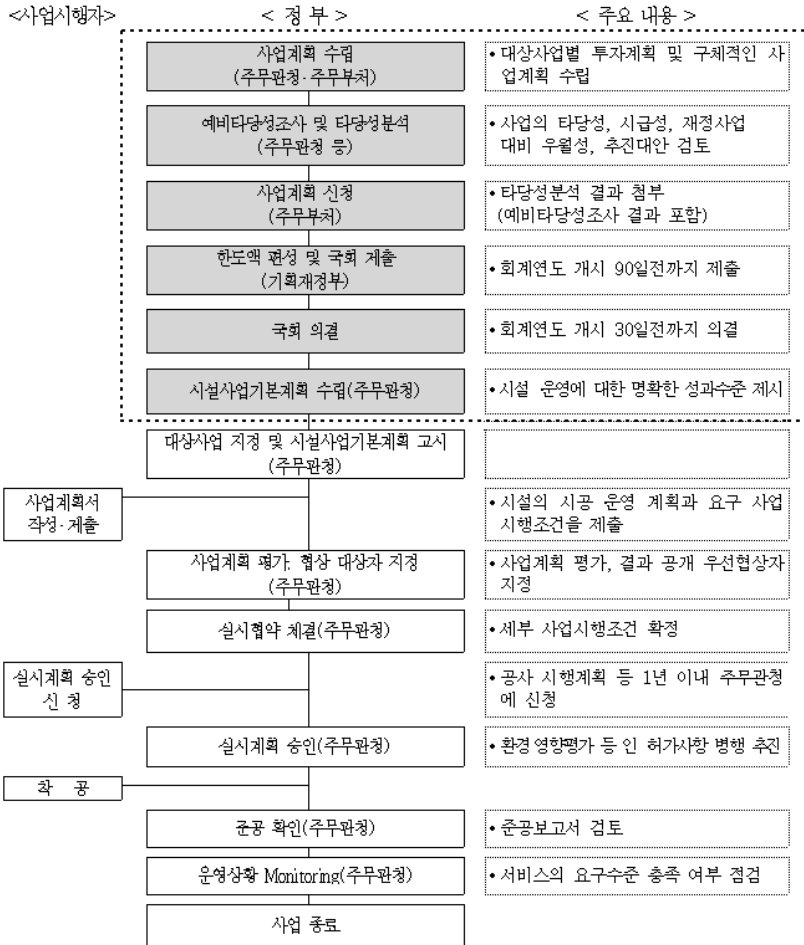 <사업시행자>
< 정 부 >
< 주요 내용 >
사업계획 수립
(주무관청·주무부처)
• 대상사업별 투자계획 및 구체적인 사
업계획 수립
예비타당성조사 및 타당성분석
(주무관청 등)
• 사업의 타당성, 시급성, 재정사업
대비 우월성, 추진대안 검토
사업계획 신청
(주무부처)
• 타당성분석 결과 첨부
(예비타당성조사 결과 포함)
한도액 편성 및 국회 제출
(기획재정부)
• 회계연도 개시 90일전까지 제출
국회 의결
• 회계연도 개시 30일전까지 의결
시설사업기본계획 수립(주무관청)
• 시설 운영에 대한 명확한 성과수준 제시
대상사업 지정 및 시설사업기본계획 고시
(주무관청)
사업계획서
작성·제출
• 시설의 시공 운영 계획과 요구 사업
시행조건을 제출
사업계획 평가, 협상 대상자 지정
(주무관청)
• 사업계획 평가, 결과 공개 우선협상자
지정
실시협약 체결(주무관청)
• 세부 사업시행조건 확정
실시계획 승인
신 청
• 공사 시행계획 등 1년 이내 주무관청
에 신청
실시계획 승인(주무관청)
• 환경 영향평가 등 인 허가사항 병행 추진
착 공
준공 확인(주무관청)
• 준공보고서 검토
운영상황 Monitoring(주무관청)
• 서비스의 요구수준 충족 여부 점검
사업 종료